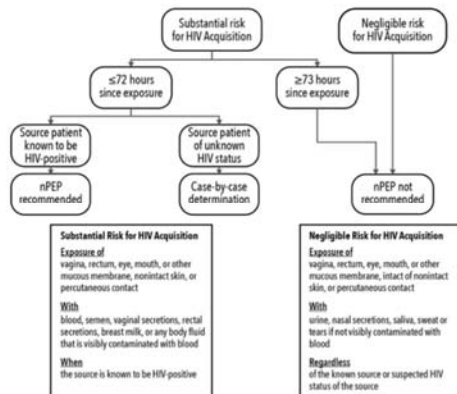 Substantial risk
for HIV Acquisition
Negligible risk
for HIV Acquisition
≤72 hours
since exposure
≥73 hours
since exposure
Source patient
known to be
HIV-positive
Source patient
of unknown
HIV status
nPEP
recommended
Case-by-case
determination
nPEP not
recommended
Substantial Risk for HIV Acquisition
Exposure of
vagina, rectum, eye, mouth, or other
mucous membrane, nonintact skin, or
percutaneous contact
With
blood, semen, vaginal secretions, rectal
secretions, breast milk, or any body fluid
that is visibly contaminated with blood
When
the source is known to be HIV-positive
Negligible Risk for HIV Acquisition
Exposure of
vagina, rectum, eye, mouth, or other
mucous membrane, intact of nonintact
skin, or percutaneous contact
With
urine, nasal secretions, saliva, sweat or
tears if not visibly contaminated with
blood
Regardless
of the known source or suspected HIV
status of the source